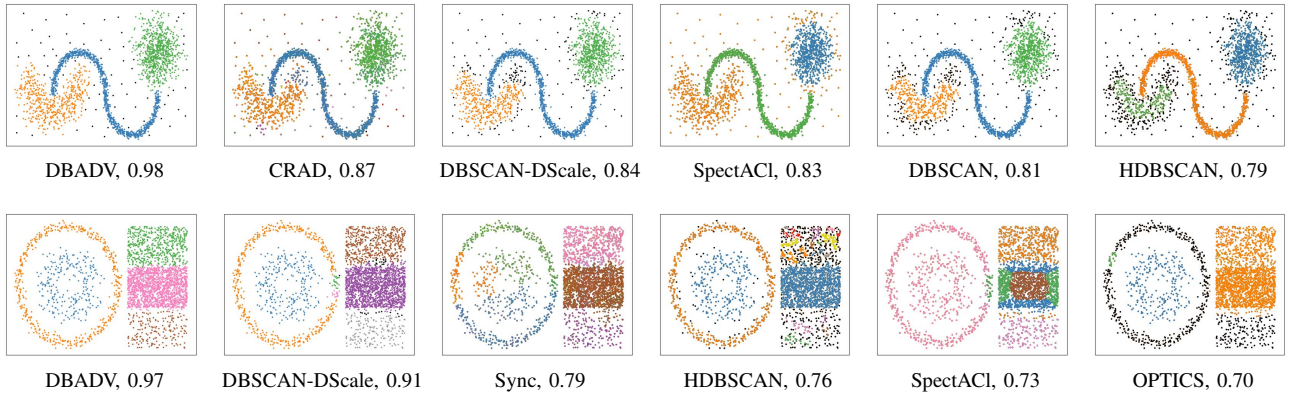 DBADV, 0.98
CRAD, 0.87
DBSCAN-DScale, 0.84
SpectACl, 0.83
DBSCAN, 0.81
HDBSCAN, 0.79
DBADV, 0.97
DBSCAN-DScale, 0.91
Sync, 0.79
HDBSCAN, 0.76
SpectACl, 0.73
OPTICS, 0.70